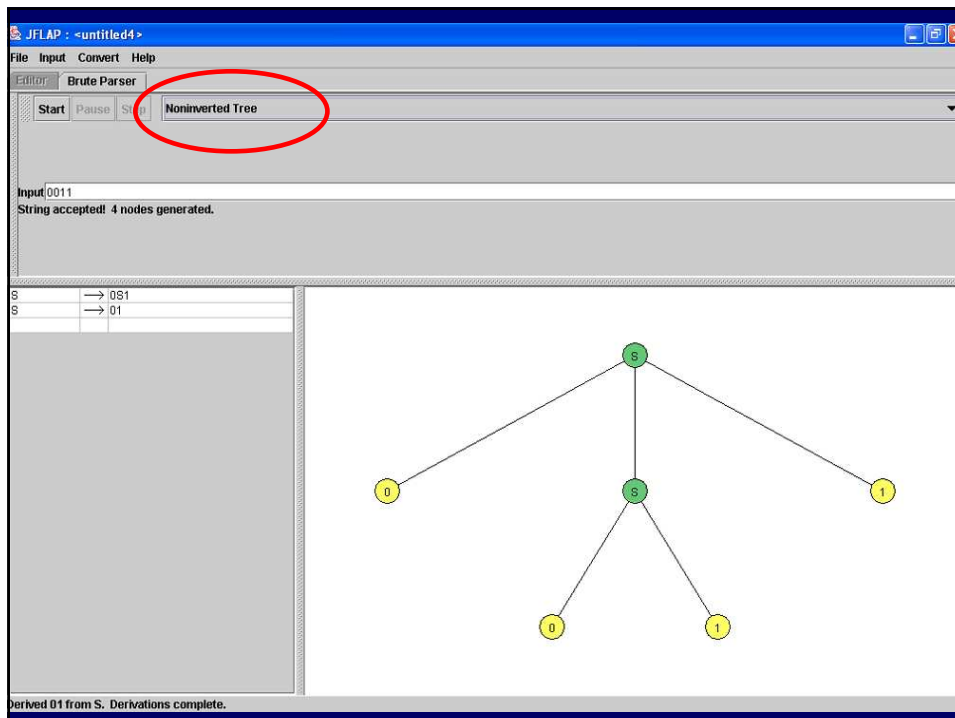 JFLAP : <untitled4>
File Input Convert Help
Editor Brute Parser
Start Pause Step Noninverted Tree
Input 0011
String accepted! 4 nodes generated.
S → 0S1
S → 01
S
0 S 1
0 1
Derived 01 from S. Derivations complete.